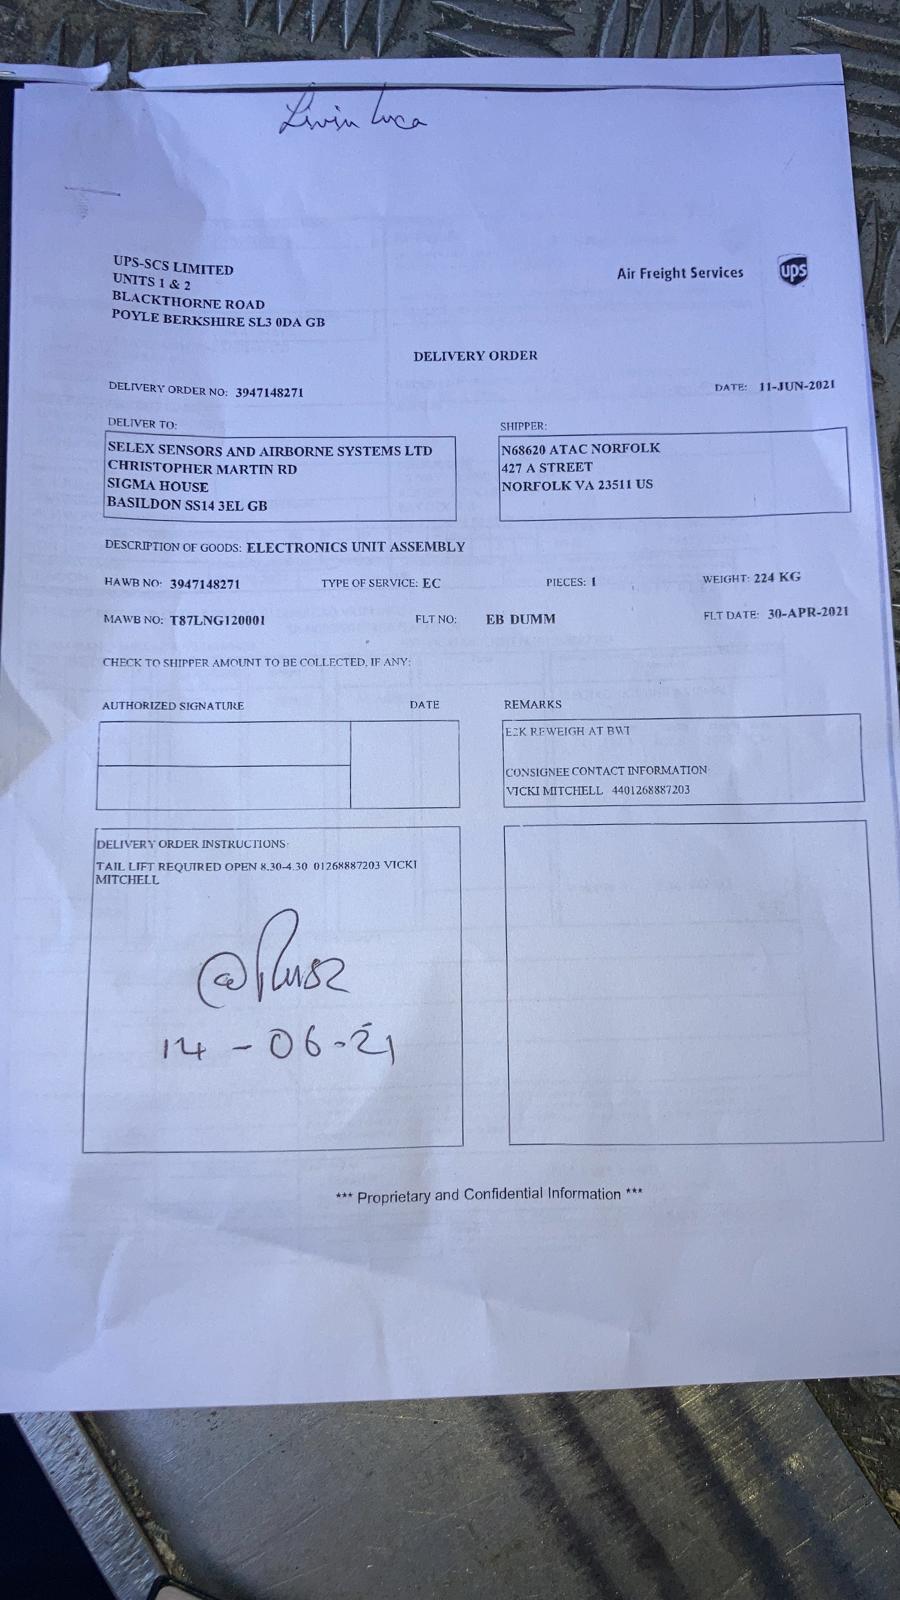 Livin Luca
UPS-SCS LIMITED
UNITS 1 & 2
BLACKTHORNE ROAD
POYLE BERKSHIRE SL3 0DA GB
Air Freight Services
ups
DELIVERY ORDER
DELIVERY ORDER NO: 3947148271
DATE: 11-JUN-2021
DELIVER TO:
SELEX SENSORS AND AIRBORNE SYSTEMS LTD
CHRISTOPHER MARTIN RD
SIGMA HOUSE
BASILDON SS14 3EL GB
SHIPPER:
N68620 ATAC NORFOLK
427 A STREET
NORFOLK VA 23511 US
DESCRIPTION OF GOODS: ELECTRONICS UNIT ASSEMBLY
HAWB NO: 3947148271 TYPE OF SERVICE: EC PIECES: 1 WEIGHT: 224 KG
MAWB NO: T87LNG120001 FLT NO: EB DUMM FLT DATE: 30-APR-2021
CHECK TO SHIPPER AMOUNT TO BE COLLECTED, IF ANY:
AUTHORIZED SIGNATURE DATE
REMARKS
REWEIGH AT BWI
CONSIGNEE CONTACT INFORMATION
VICKI MITCHELL 4401268887203
DELIVERY ORDER INSTRUCTIONS:
TAIL LIFT REQUIRED OPEN 8.30-4.30 01268887203 VICKI
MITCHELL
14-06-21
*** Proprietary and Confidential Information ***